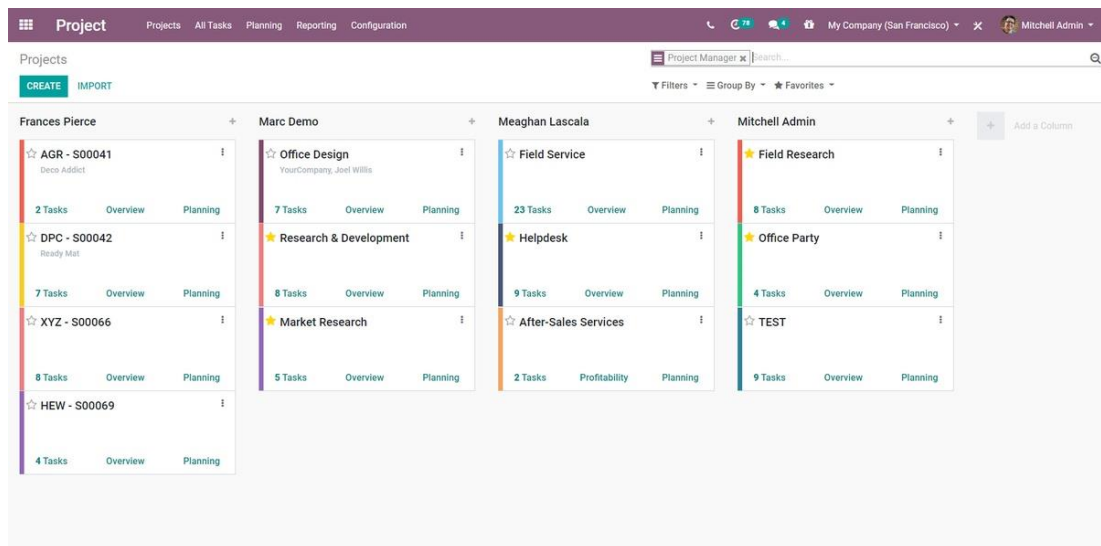 Project Projects All Tasks Planning Reporting Configuration 78 4 My Company (San Francisco) Mitchell Admin
Projects
Project Manager Search...
CREATE IMPORT
Filters Group By Favorites
Frances Pierce
AGR - S00041
Deco Addict
2 Tasks Overview Planning
DPC - S00042
Ready Mat
7 Tasks Overview Planning
XYZ - S00066
8 Tasks Overview Planning
HEW - S00069
4 Tasks Overview Planning
Marc Demo
Office Design
YourCompany, Joel Willis
7 Tasks Overview Planning
Research & Development
8 Tasks Overview Planning
Market Research
5 Tasks Overview Planning
Meaghan Lascala
Field Service
23 Tasks Overview Planning
Helpdesk
9 Tasks Overview Planning
After-Sales Services
2 Tasks Profitability Planning
Mitchell Admin
Field Research
8 Tasks Overview Planning
Office Party
4 Tasks Overview Planning
TEST
9 Tasks Overview Planning
Add a Column